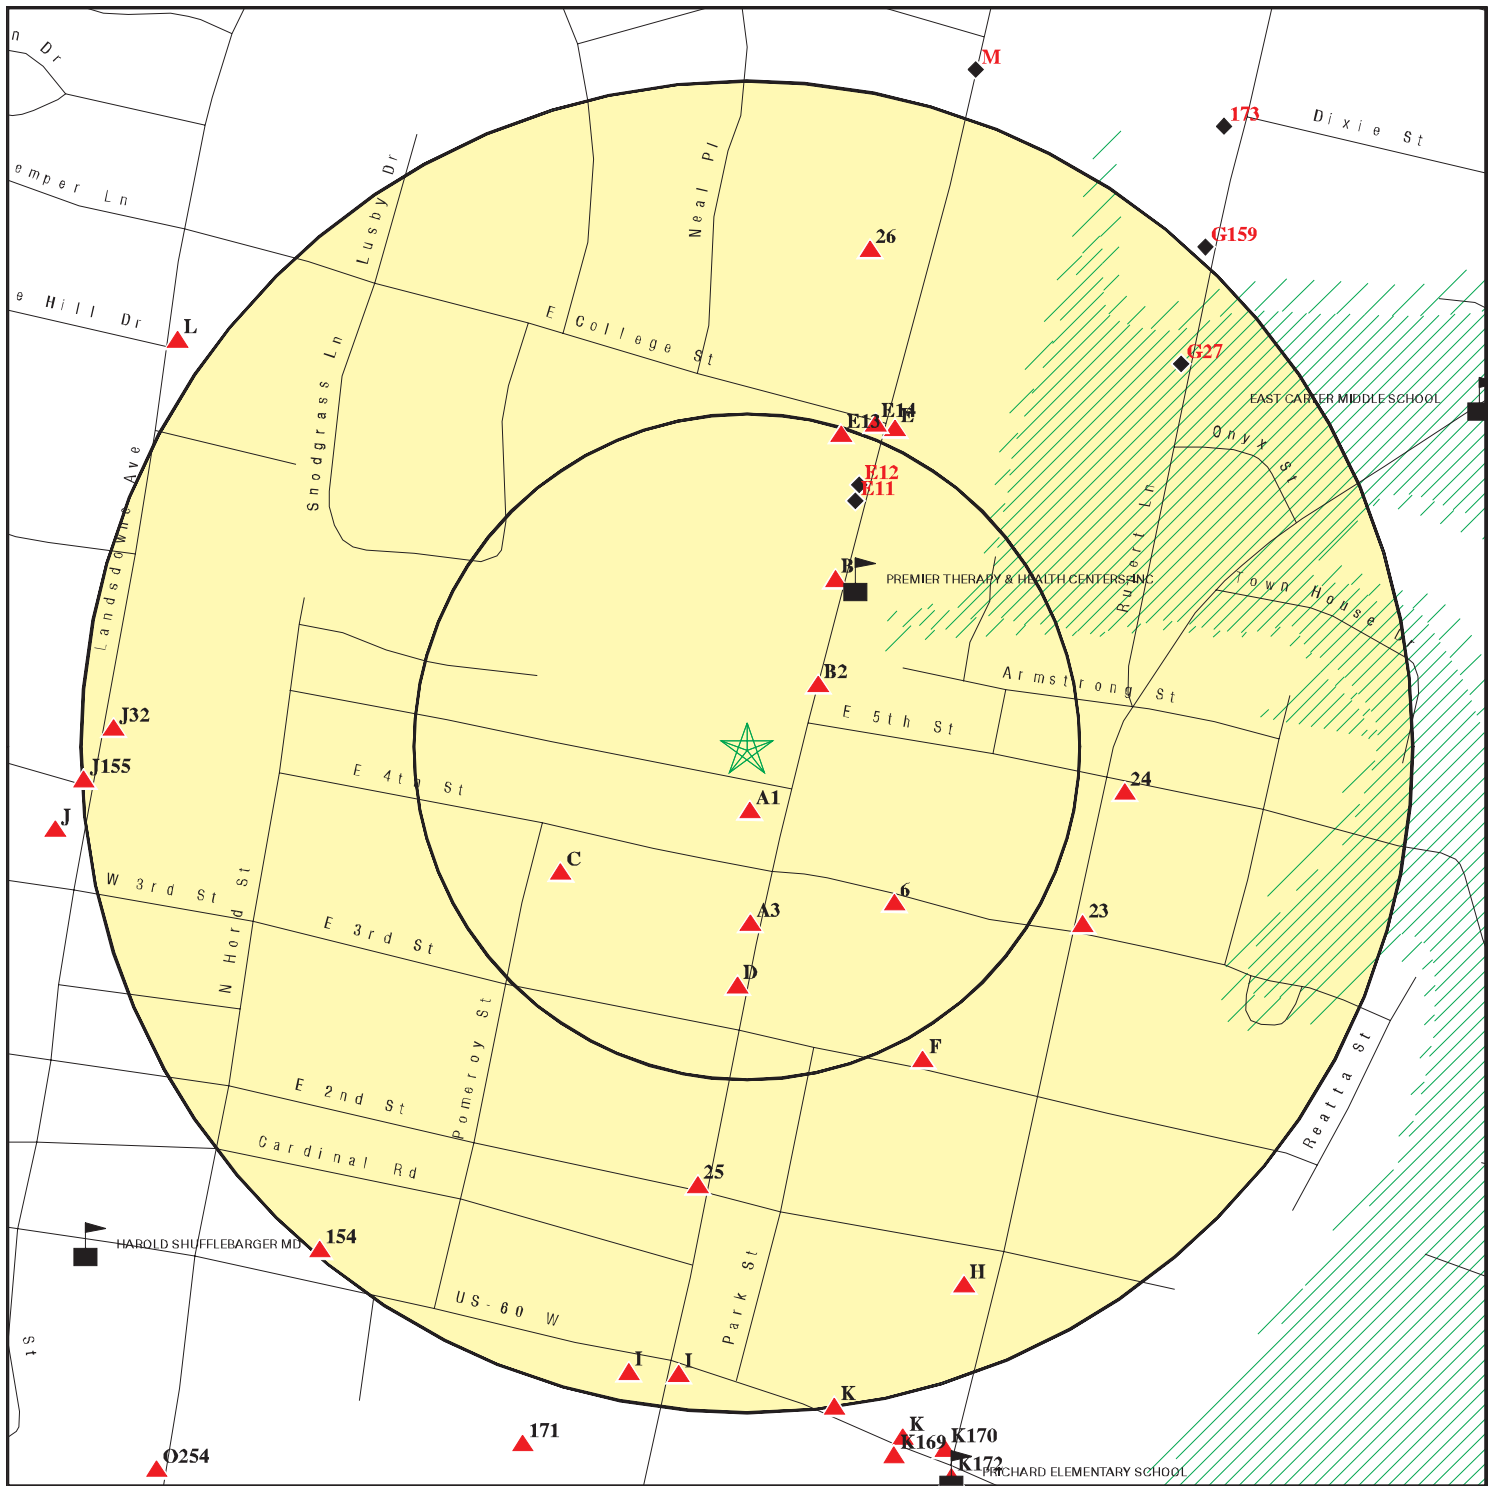 n Dr
M
173
Dixie St
emper Ln
Lusby Dr
Neal Pl
26
G159
e Hill Dr
L
E College St
Snodgrass Ln
G27
EAST CARTER MIDDLE SCHOOL
E13
E14
E
Onyx St
Landsdowne Ave
E12
E11
Rupert Ln
B
PREMIER THERAPY & HEALTH CENTERS, INC
Town House Dr
B2
Armstrong St
E 5th St
J32
J155
E 4th St
A1
24
J
C
W 3rd St
N Hord St
E 3rd St
6
A3
23
D
Pomeroy St
F
Reatta St
E 2nd St
Cardinal Rd
25
HAROLD SHUFFLEBARGER MD
154
H
US-60 W
Park St
St
I
I
K
171
K
K169
K170
O254
K172
PRICHARD ELEMENTARY SCHOOL